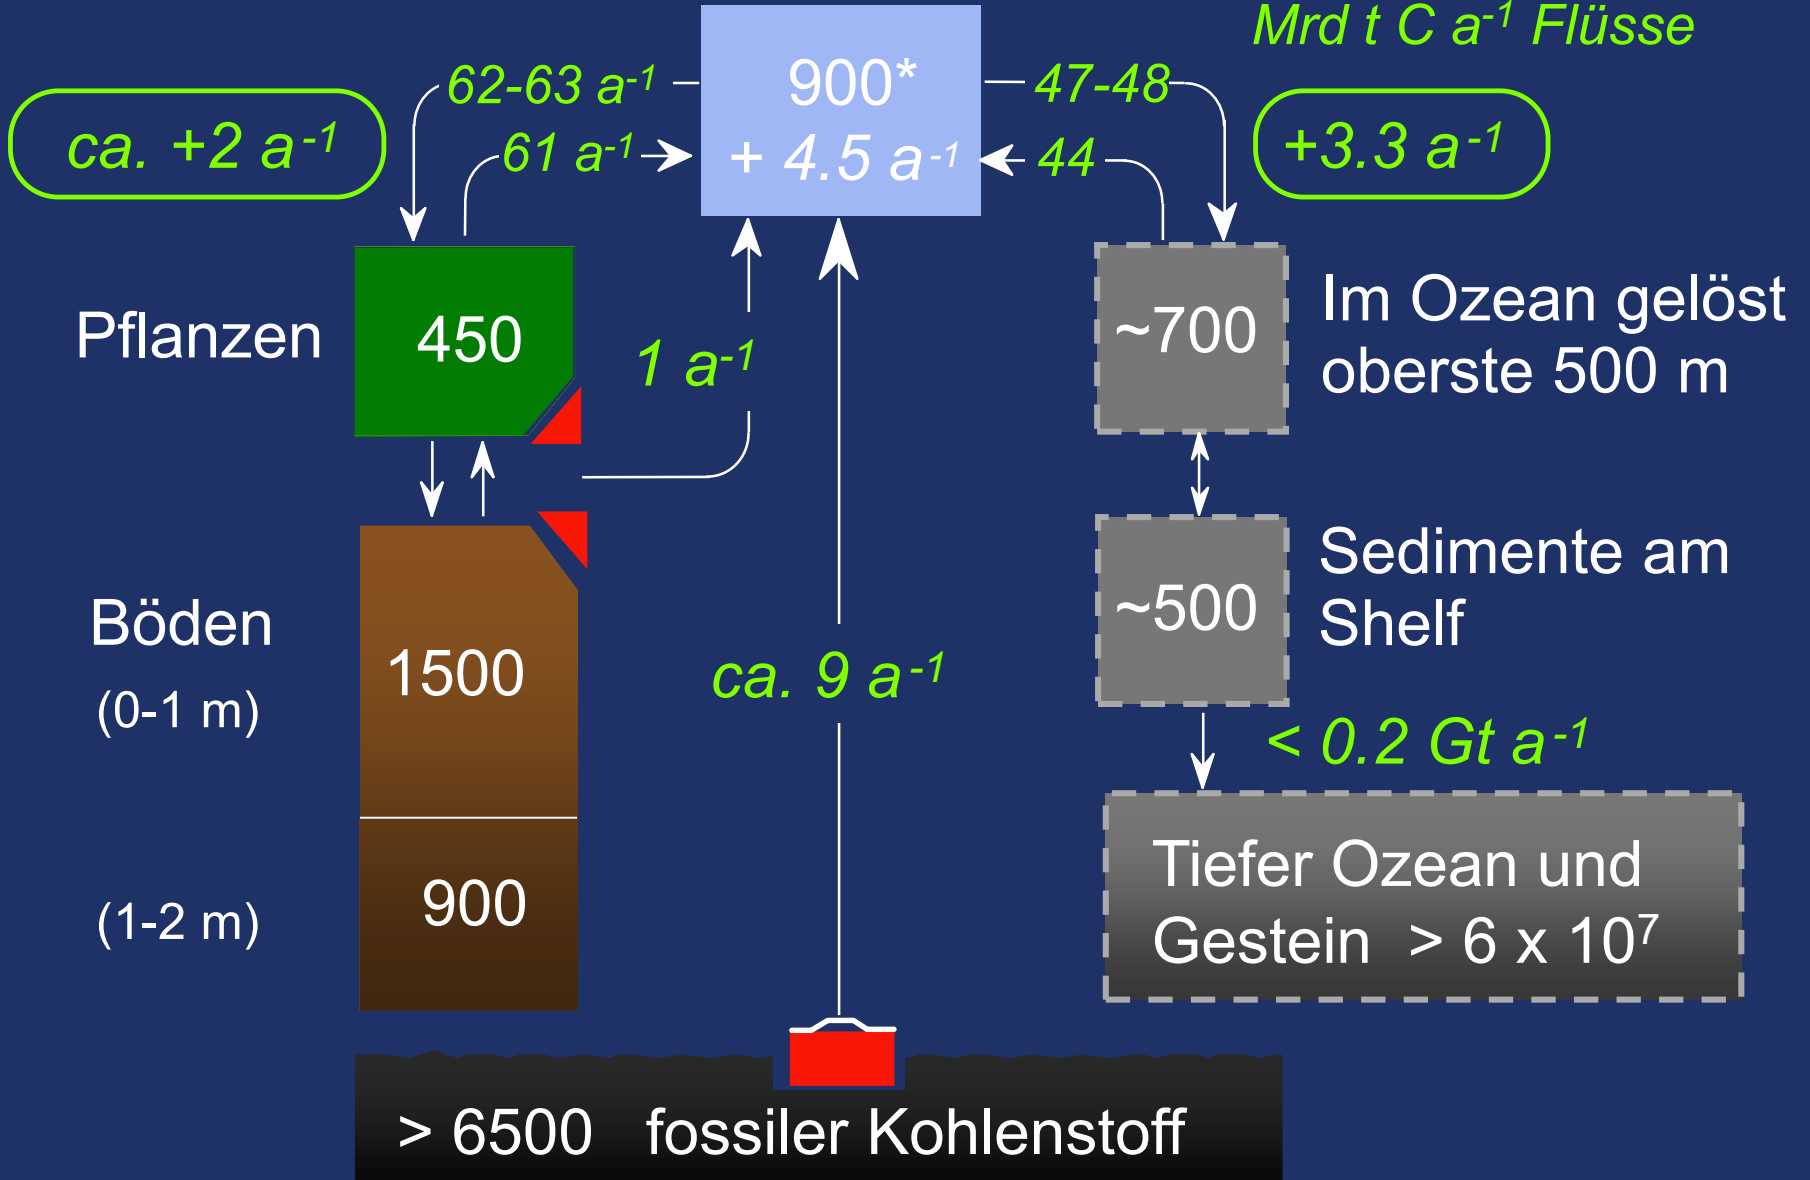 Mrd t C a⁻¹ Flüsse
62-63 a⁻¹
900*
47-48
ca. +2 a⁻¹
61 a⁻¹
+ 4.5 a⁻¹
44
+3.3 a⁻¹
Pflanzen
450
1 a⁻¹
~700
Im Ozean gelöst
oberste 500 m
Böden
(0-1 m)
1500
ca. 9 a⁻¹
~500
Sedimente am
Shelf
< 0.2 Gt a⁻¹
(1-2 m)
900
Tiefer Ozean und
Gestein > 6 x 10⁷
> 6500 fossiler Kohlenstoff